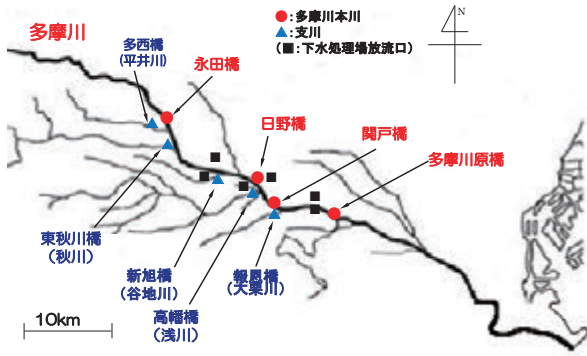 多摩川
●:多摩川本川
▲:支川
(■:下水処理場放流口)
N
多西橋
(平井川)
永田橋
日野橋
関戸橋
多摩川原橋
東秋川橋
(秋川)
新旭橋
(谷地川)
高幡橋
(浅川)
報恩橋
(大栗川)
10km